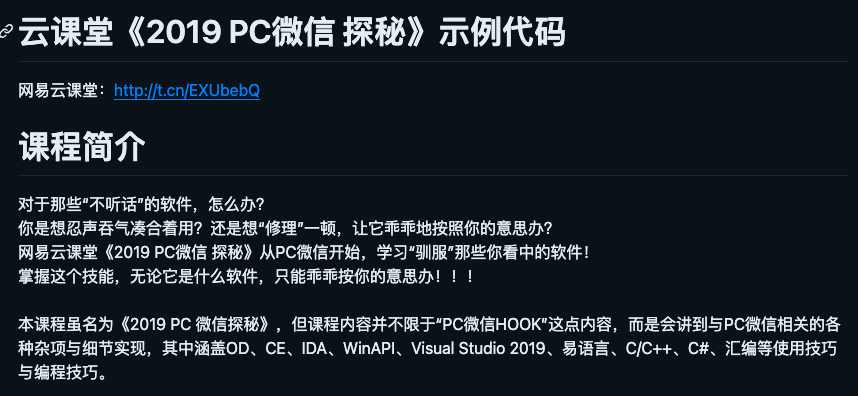 云课堂《2019 PC微信 探秘》示例代码
网易云课堂：http://t.cn/EXUbebQ
课程简介
对于那些“不听话”的软件，怎么办？
你是想忍声吞气凑合着用？还是想“修理”一顿，让它乖乖地按照你的意思办？
网易云课堂《2019 PC微信 探秘》从PC微信开始，学习“驯服”那些你看中的软件！
掌握这个技能，无论它是什么软件，只能乖乖按你的意思办！！！
本课程虽名为《2019 PC 微信探秘》，但课程内容并不限于“PC微信HOOK”这点内容，而是会讲到与PC微信相关的各
种杂项与细节实现，其中涵盖OD、CE、IDA、WinAPI、Visual Studio 2019、易语言、C/C++、C#、汇编等使用技巧
与编程技巧。